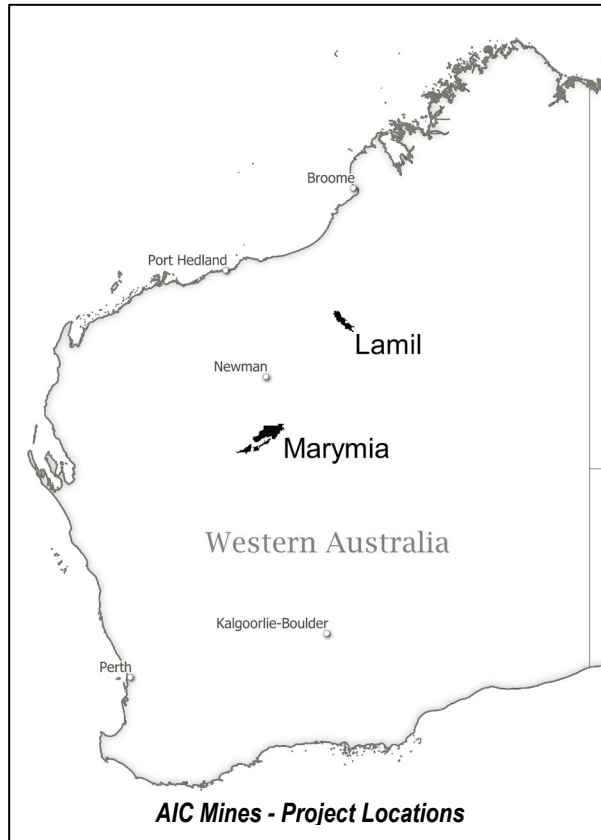 Broome
Port Hedland
Lamil
Newman
Marymia
Western Australia
Kalgoorlie-Boulder
Perth
AIC Mines - Project Locations